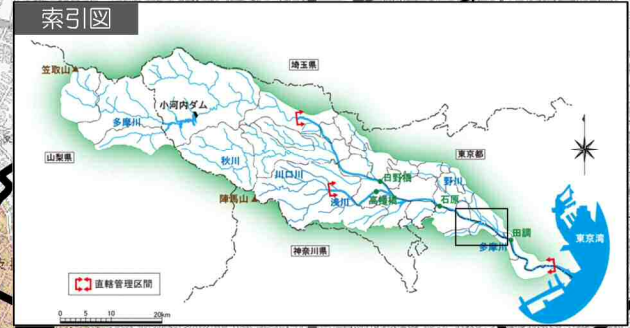 索引図
埼玉県
笠取山
小河内ダム
多摩川
山梨県
東京都
秋川
日野橋
野川
川口川
高幡橋
石原
陣馬山
浅川
田調
東京湾
多摩川
神奈川県
直轄管理区間
0 5 10 20km